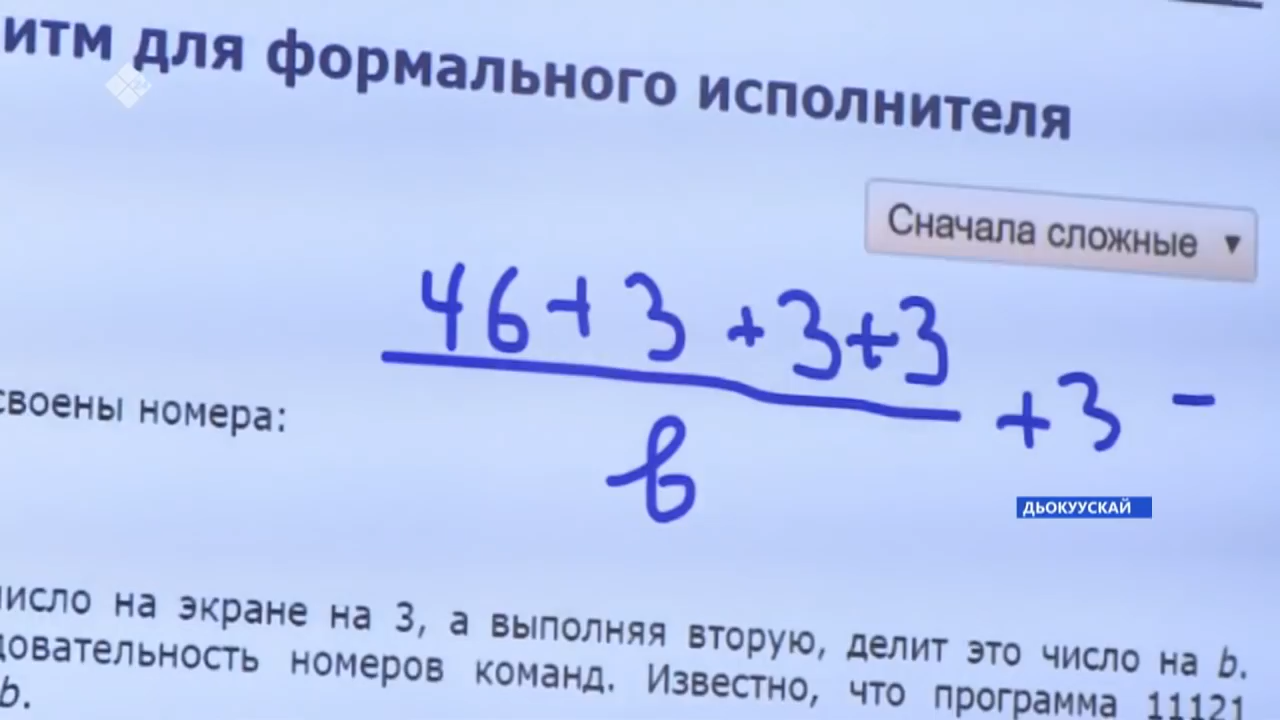 итм для формального исполнителя
Сначала сложные ▼
46+3+3+3
+3 -
b
своены номера:
ДЬОКУУСКАЙ
число на экране на 3, а выполняя вторую, делит это число на b.
довательность номеров команд. Известно, что программа 11121
b.